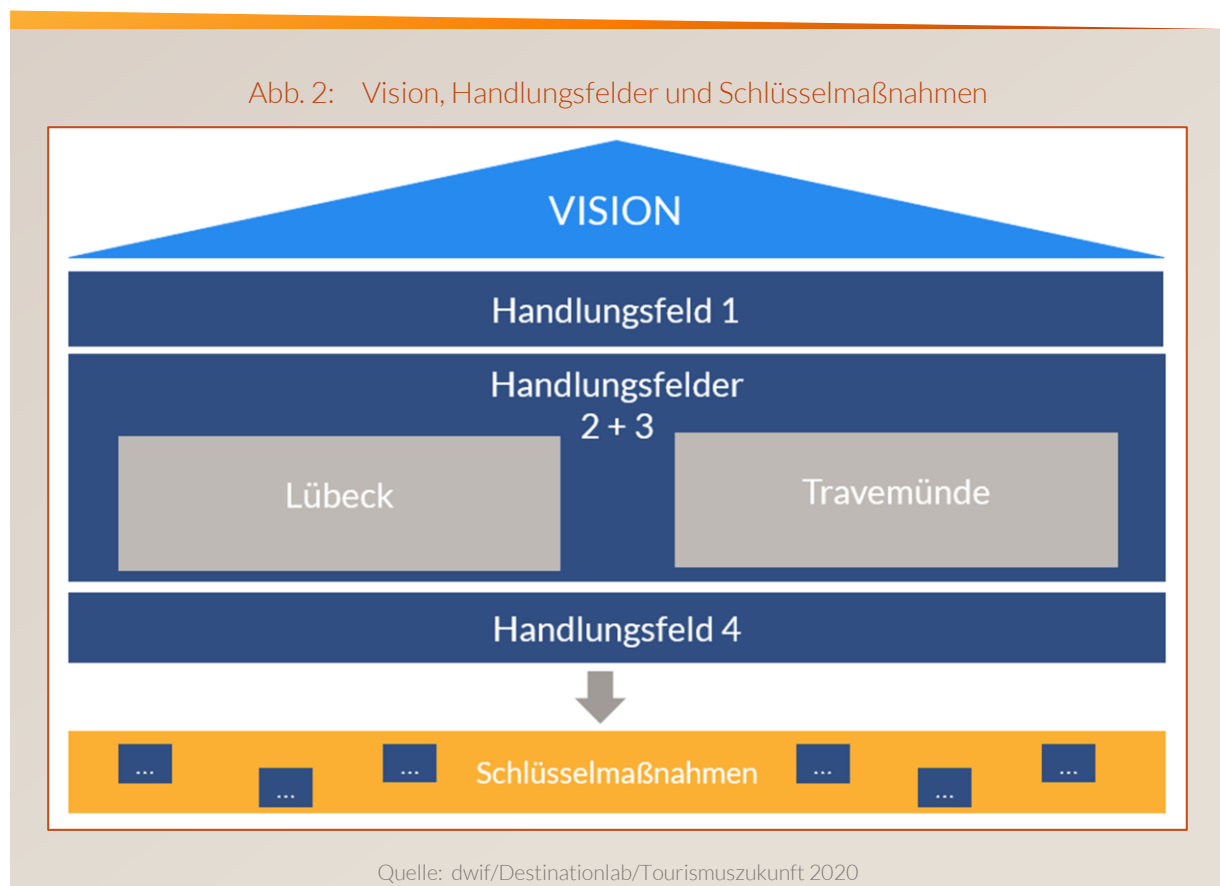 Abb. 2: Vision, Handlungsfelder und Schlüsselmaßnahmen
VISION
Handlungsfeld 1
Handlungsfelder
2 + 3
Lübeck
Travemünde
Handlungsfeld 4
...
...
...
Schlüsselmaßnahmen
...
...
...
Quelle: dwif/Destinationlab/Tourismuszukunft 2020